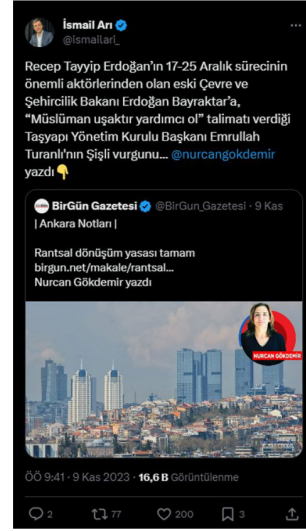 İsmail Arı
@ismailari_
Recep Tayyip Erdoğan’ın 17-25 Aralık sürecinin
önemli aktörlerinden olan eski Çevre ve
Şehircilik Bakanı Erdoğan Bayraktar’a,
“Müslüman uşaktır yardımcı ol” talimatı verdiği
Taşyapı Yönetim Kurulu Başkanı Emrullah
Turanlı'nın Şişli vurgunu... @nurcangokdemir
yazdı👇
BirGün Gazetesi @BirGun_Gazetesi · 9 Kas
| Ankara Notları |
Rantsal dönüşüm yasası tamam
birgun.net/makale/rantsal...
Nurcan Gökdemir yazdı
NURCAN GÖKDEMİR
ÖÖ 9:41 · 9 Kas 2023 · 16,6 B Görüntülenme
2 77 200 3